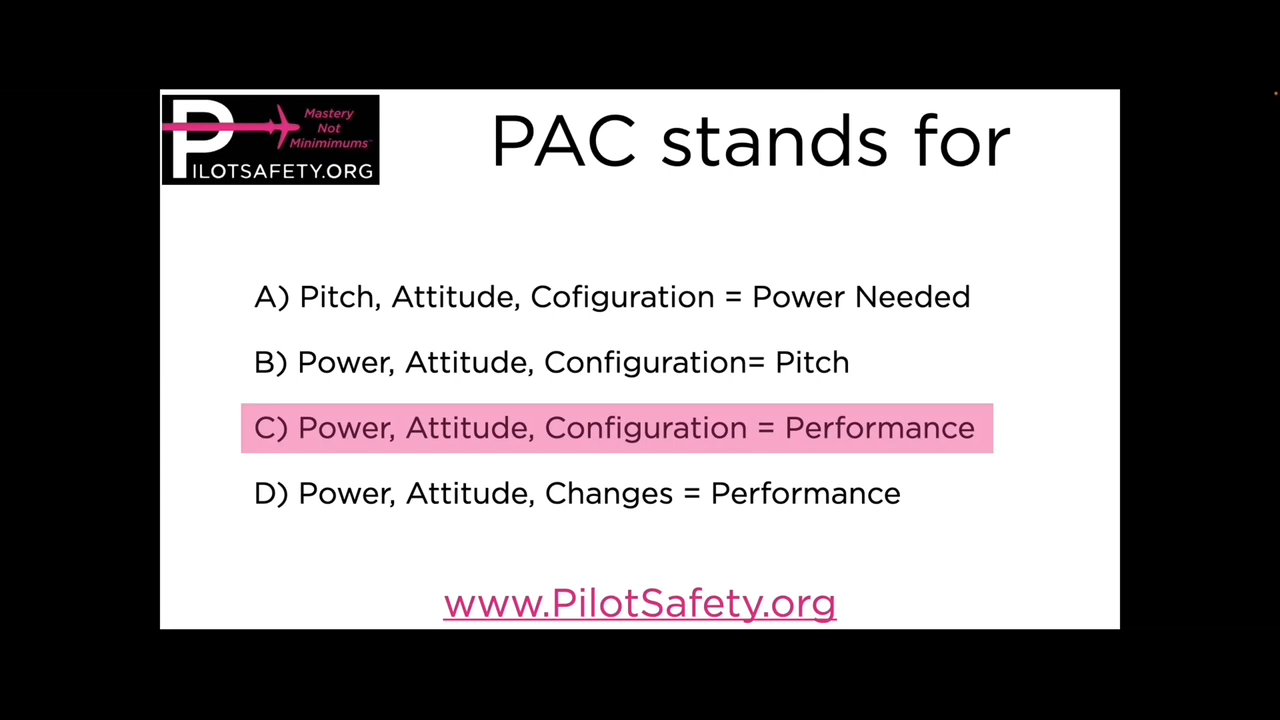 Mastery
Not
Minimimums™
PILOTSAFETY.ORG
PAC stands for
A) Pitch, Attitude, Cofiguration = Power Needed
B) Power, Attitude, Configuration= Pitch
C) Power, Attitude, Configuration = Performance
D) Power, Attitude, Changes = Performance
www.PilotSafety.org